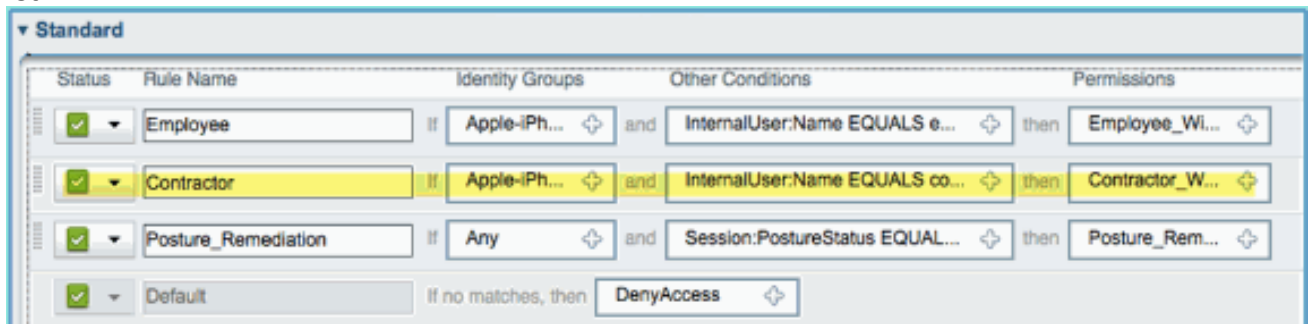 Standard
Status Rule Name Identity Groups Other Conditions Permissions
Employee If Apple-iPh... and InternalUser:Name EQUALS e... then Employee_Wi...
Contractor If Apple-iPh... and InternalUser:Name EQUALS co... then Contractor_W...
Posture_Remediation If Any and Session:PostureStatus EQUAL... then Posture_Rem...
Default If no matches, then DenyAccess